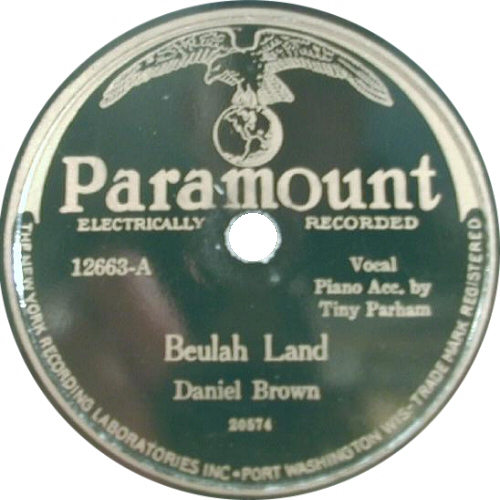 Paramount
ELECTRICALLY RECORDED
12663-A
Vocal
Piano Acc. by
Tiny Parham
Beulah Land
Daniel Brown
20574
THE NEW YORK RECORDING LABORATORIES INC • PORT WASHINGTON WIS- TRADE MARK REGISTERED